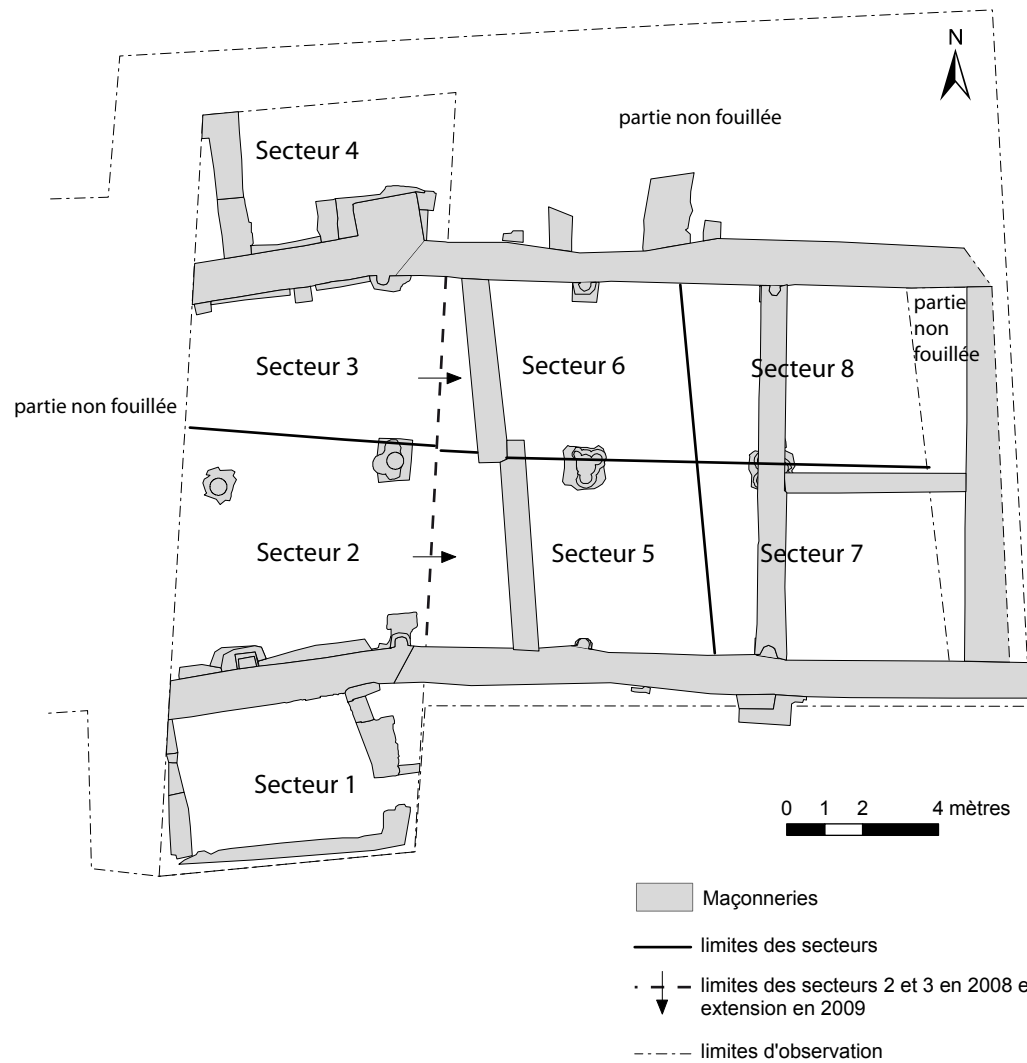 N
partie non fouillée
Secteur 4
partie
non
fouillée
Secteur 3
Secteur 6
Secteur 8
partie non fouillée
Secteur 2
Secteur 5
Secteur 7
Secteur 1
0 1 2 4 mètres
Maçonneries
limites des secteurs
limites des secteurs 2 et 3 en 2008 e
extension en 2009
limites d'observation